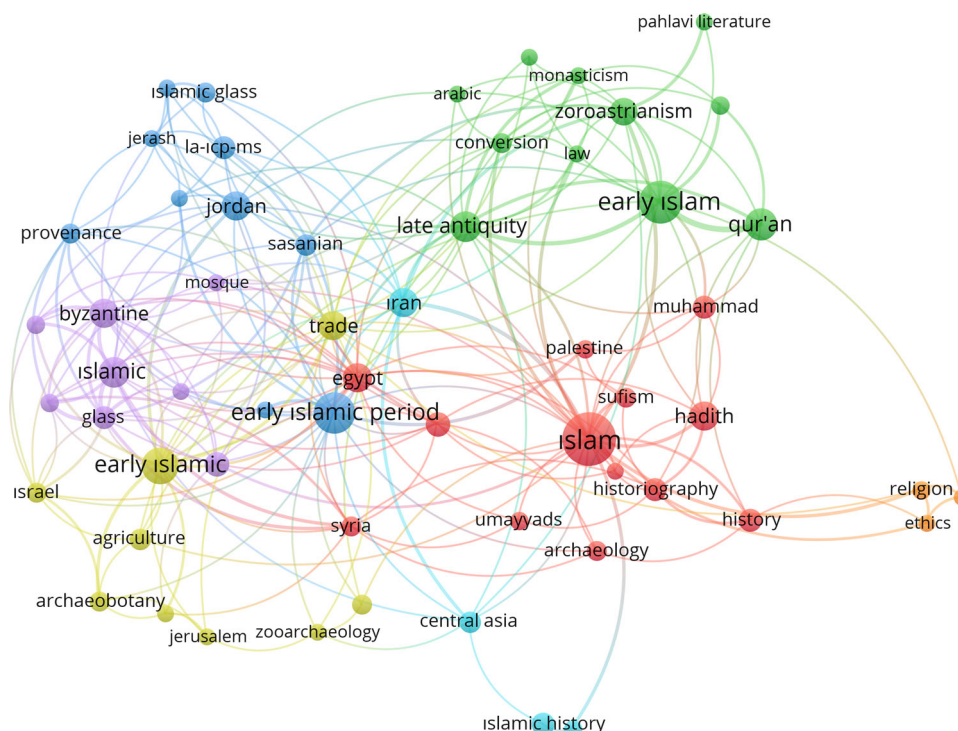 pahlavi literature
monasticism
ıslamic glass
arabic
zoroastrianism
jerash
conversion
la-ıcp-ms
law
early ıslam
jordan
late antiquity
qur'an
provenance
sasanian
mosque
ıran
muhammad
byzantine
trade
palestine
ıslamic
egypt
sufism
early ıslamic period
hadith
glass
ıslam
early ıslamic
historiography
religion
ısrael
syria
umayyads
history
ethics
agriculture
archaeology
archaeobotany
central asia
jerusalem
zooarchaeology
ıslamic history